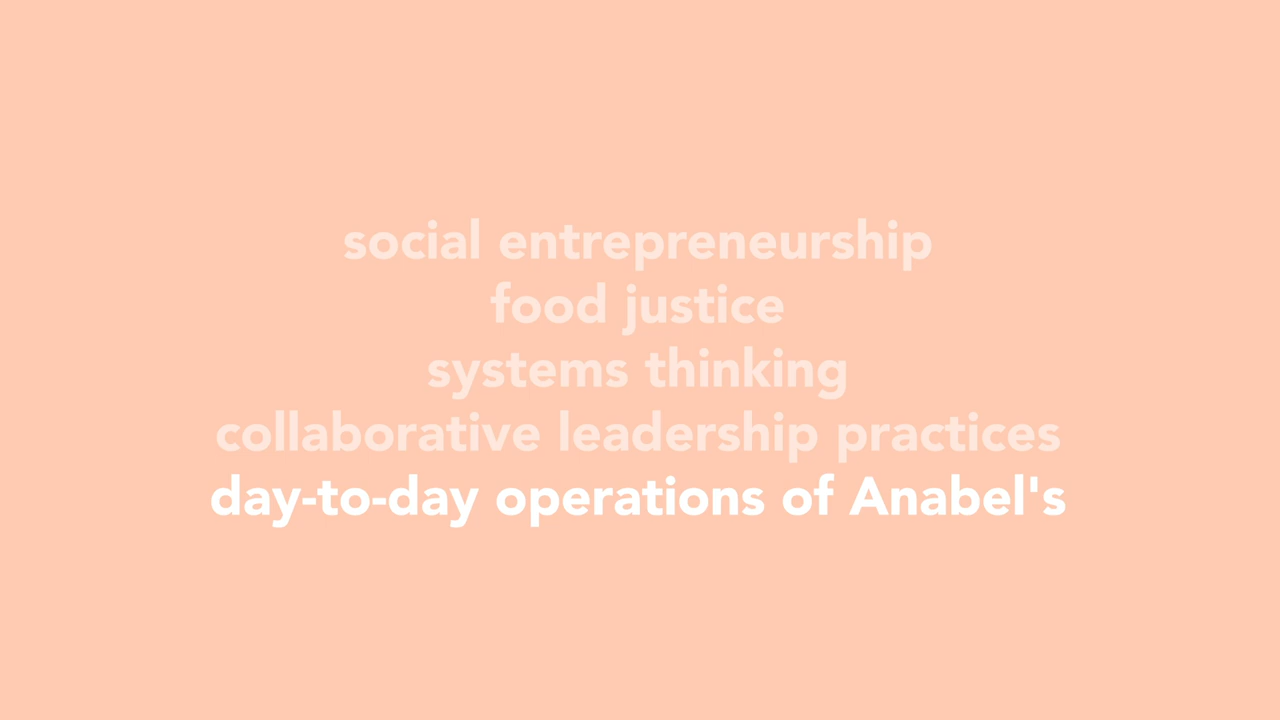 social entrepreneurship
food justice
systems thinking
collaborative leadership practices
day-to-day operations of Anabel's